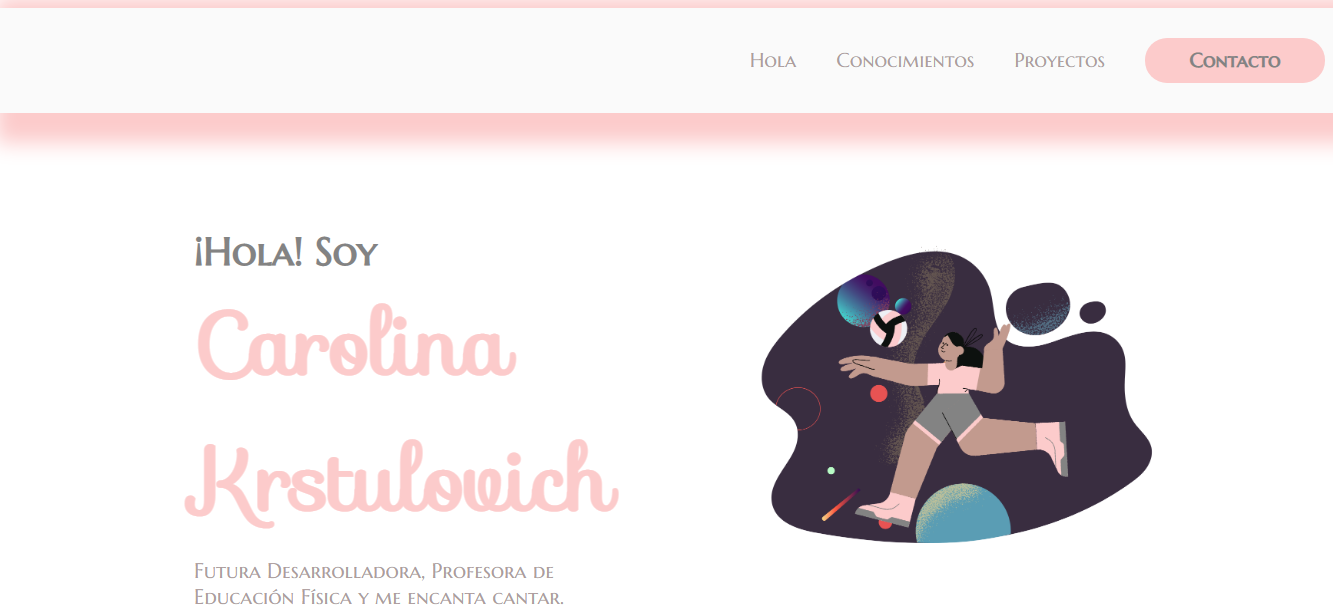 Hola
Conocimientos
Proyectos
Contacto
¡Hola! Soy
Carolina
Krstulovich
Futura Desarrolladora, Profesora de
Educación Física y me encanta cantar.